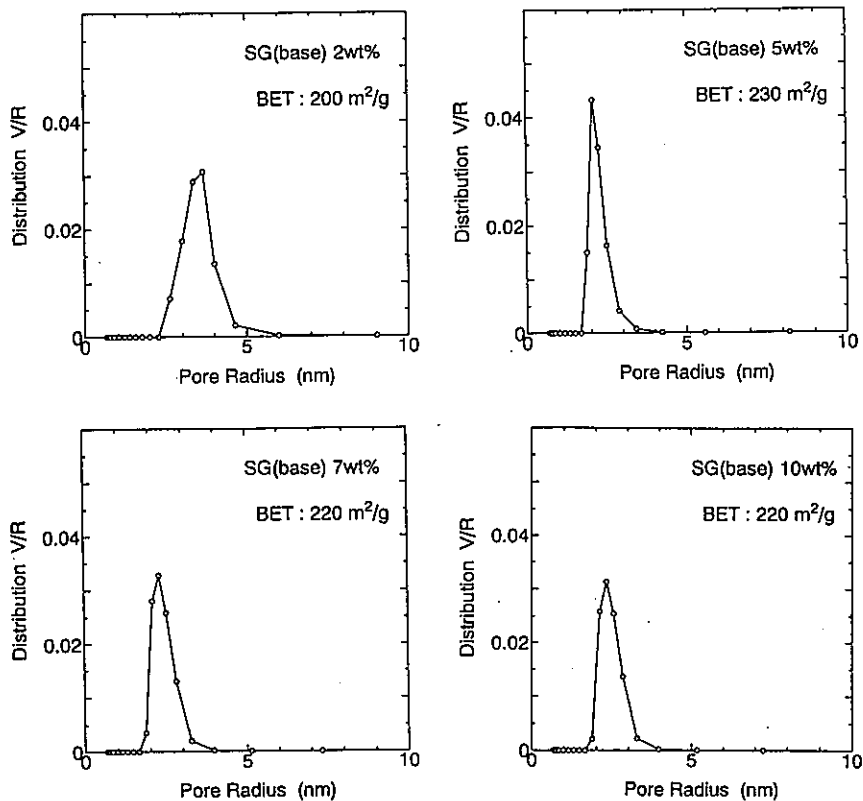 SG(base) 2wt%
BET : 200 m²/g
Distribution V/R
0.04
0.02
0
0
5
10
Pore Radius (nm)
SG(base) 5wt%
BET : 230 m²/g
Distribution V/R
0.04
0.02
0
0
5
10
Pore Radius (nm)
SG(base) 7wt%
BET : 220 m²/g
Distribution V/R
0.04
0.02
0
0
5
10
Pore Radius (nm)
SG(base) 10wt%
BET : 220 m²/g
Distribution V/R
0.04
0.02
0
0
5
10
Pore Radius (nm)